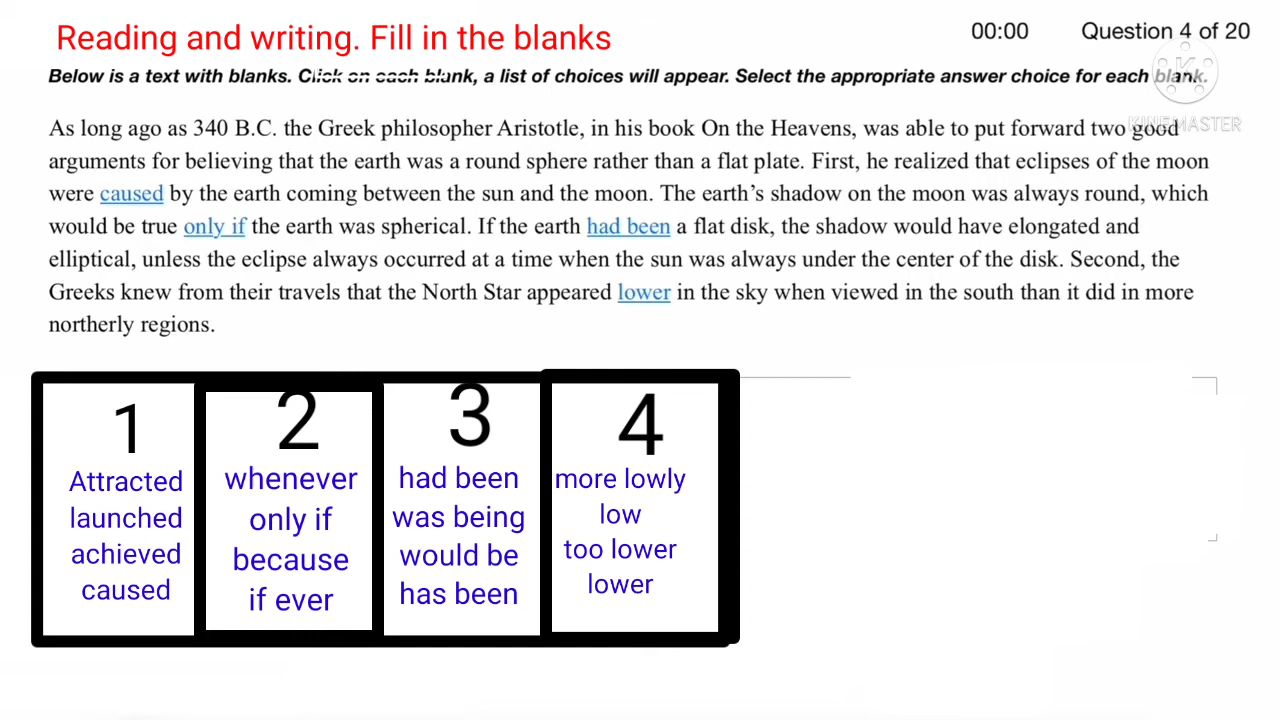 Reading and writing. Fill in the blanks
00:00 Question 4 of 20
Below is a text with blanks. Click on each blank, a list of choices will appear. Select the appropriate answer choice for each blank.
KINEMASTER
As long ago as 340 B.C. the Greek philosopher Aristotle, in his book On the Heavens, was able to put forward two good
arguments for believing that the earth was a round sphere rather than a flat plate. First, he realized that eclipses of the moon
were caused by the earth coming between the sun and the moon. The earth's shadow on the moon was always round, which
would be true only if the earth was spherical. If the earth had been a flat disk, the shadow would have elongated and
elliptical, unless the eclipse always occurred at a time when the sun was always under the center of the disk. Second, the
Greeks knew from their travels that the North Star appeared lower in the sky when viewed in the south than it did in more
northerly regions.
1
Attracted
launched
achieved
caused
2
whenever
only if
because
if ever
3
had been
was being
would be
has been
4
more lowly
low
too lower
lower